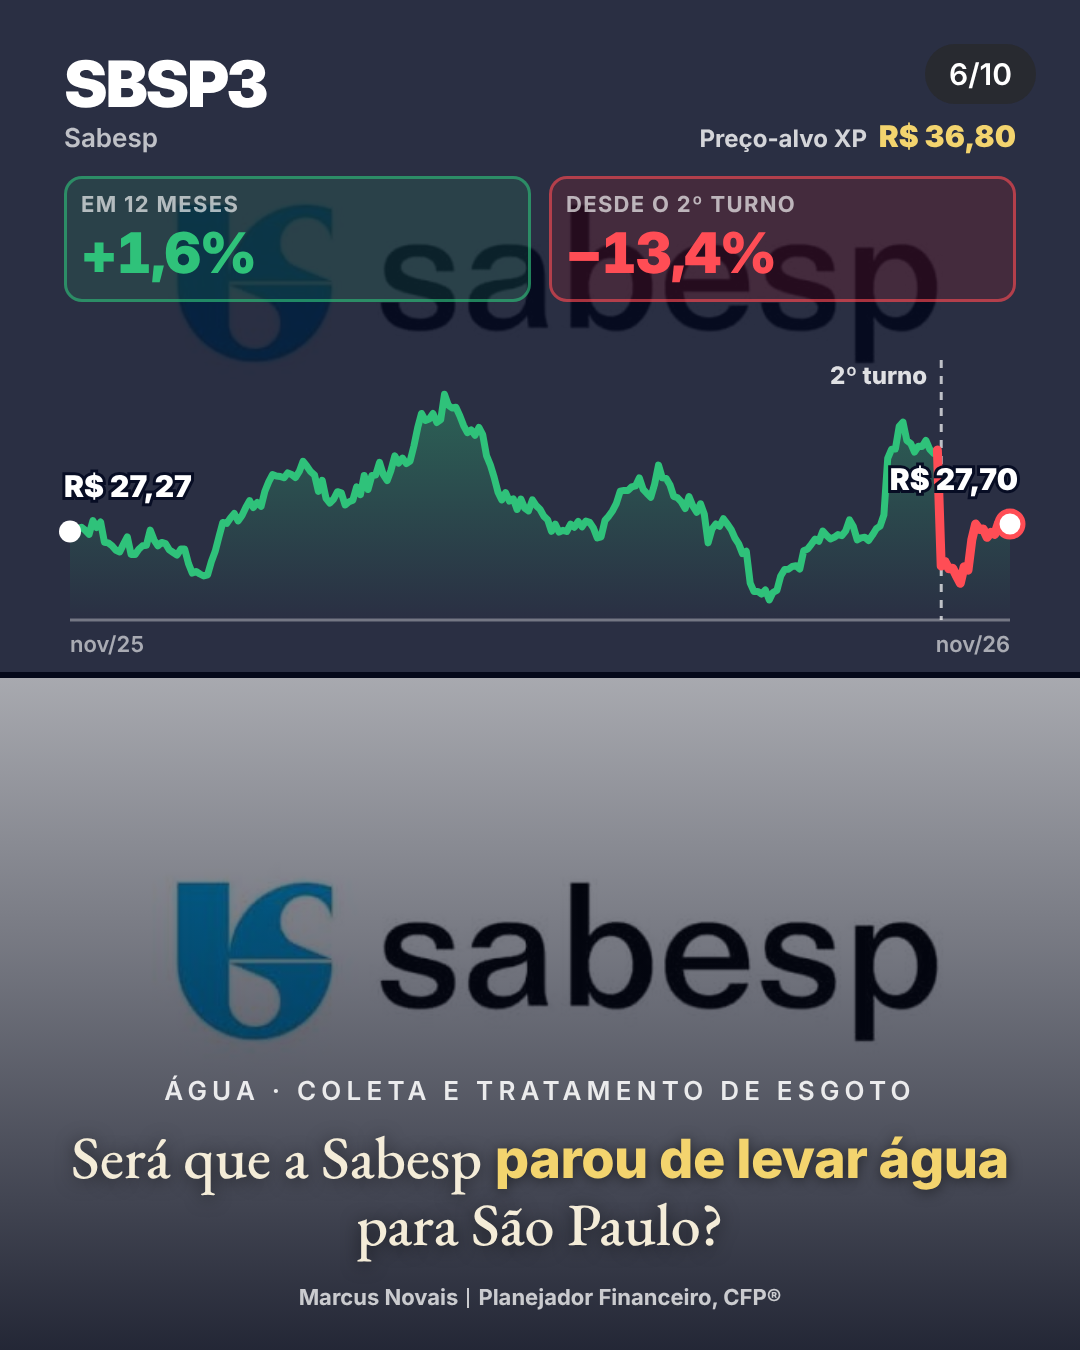 SBSP3
6/10
Sabesp
Preço-alvo XP R$ 36,80
EM 12 MESES
+1,6%
DESDE O 2º TURNO
−13,4%
sabesp
2º turno
R$ 27,27
R$ 27,70
nov/25
nov/26
sabesp
ÁGUA · COLETA E TRATAMENTO DE ESGOTO
Será que a Sabesp parou de levar água
para São Paulo?
Marcus Novais | Planejador Financeiro, CFP®